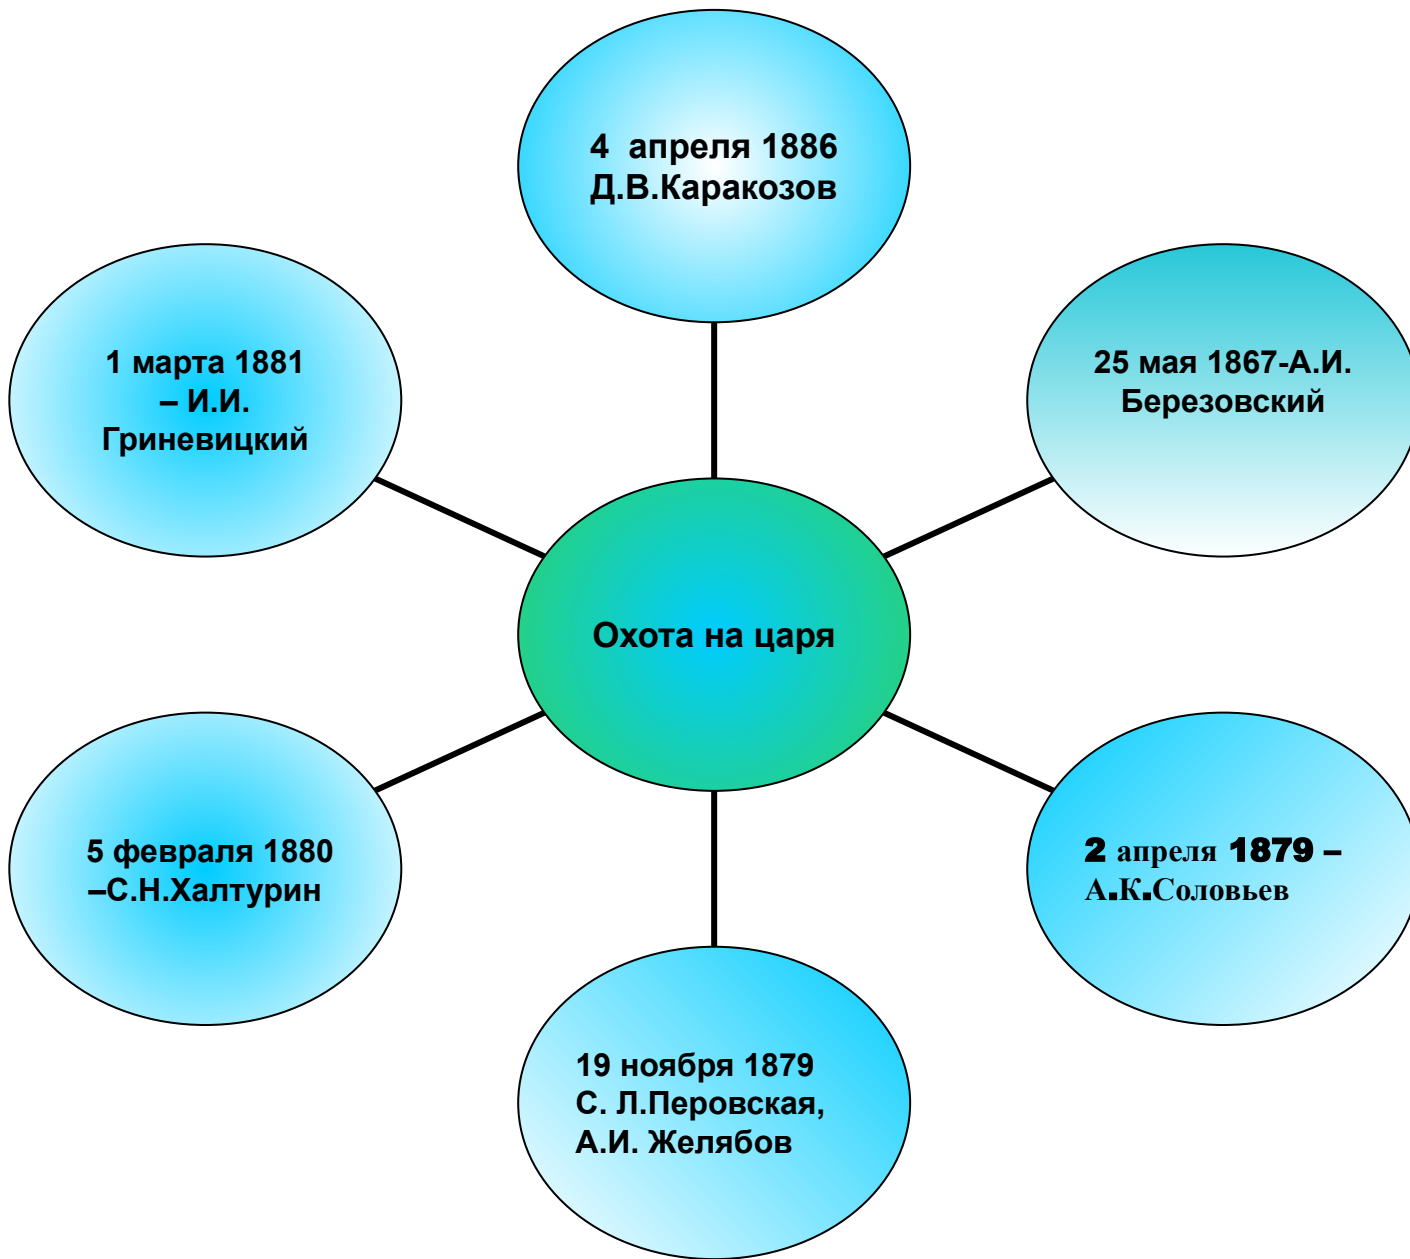 4 апреля 1886
Д.В.Каракозов
25 мая 1867-А.И.
Березовский
2 апреля 1879 –
А.К.Соловьев
19 ноября 1879
С. Л.Перовская,
А.И. Желябов
5 февраля 1880
–С.Н.Халтурин
1 марта 1881
– И.И.
Гриневицкий
Охота на царя